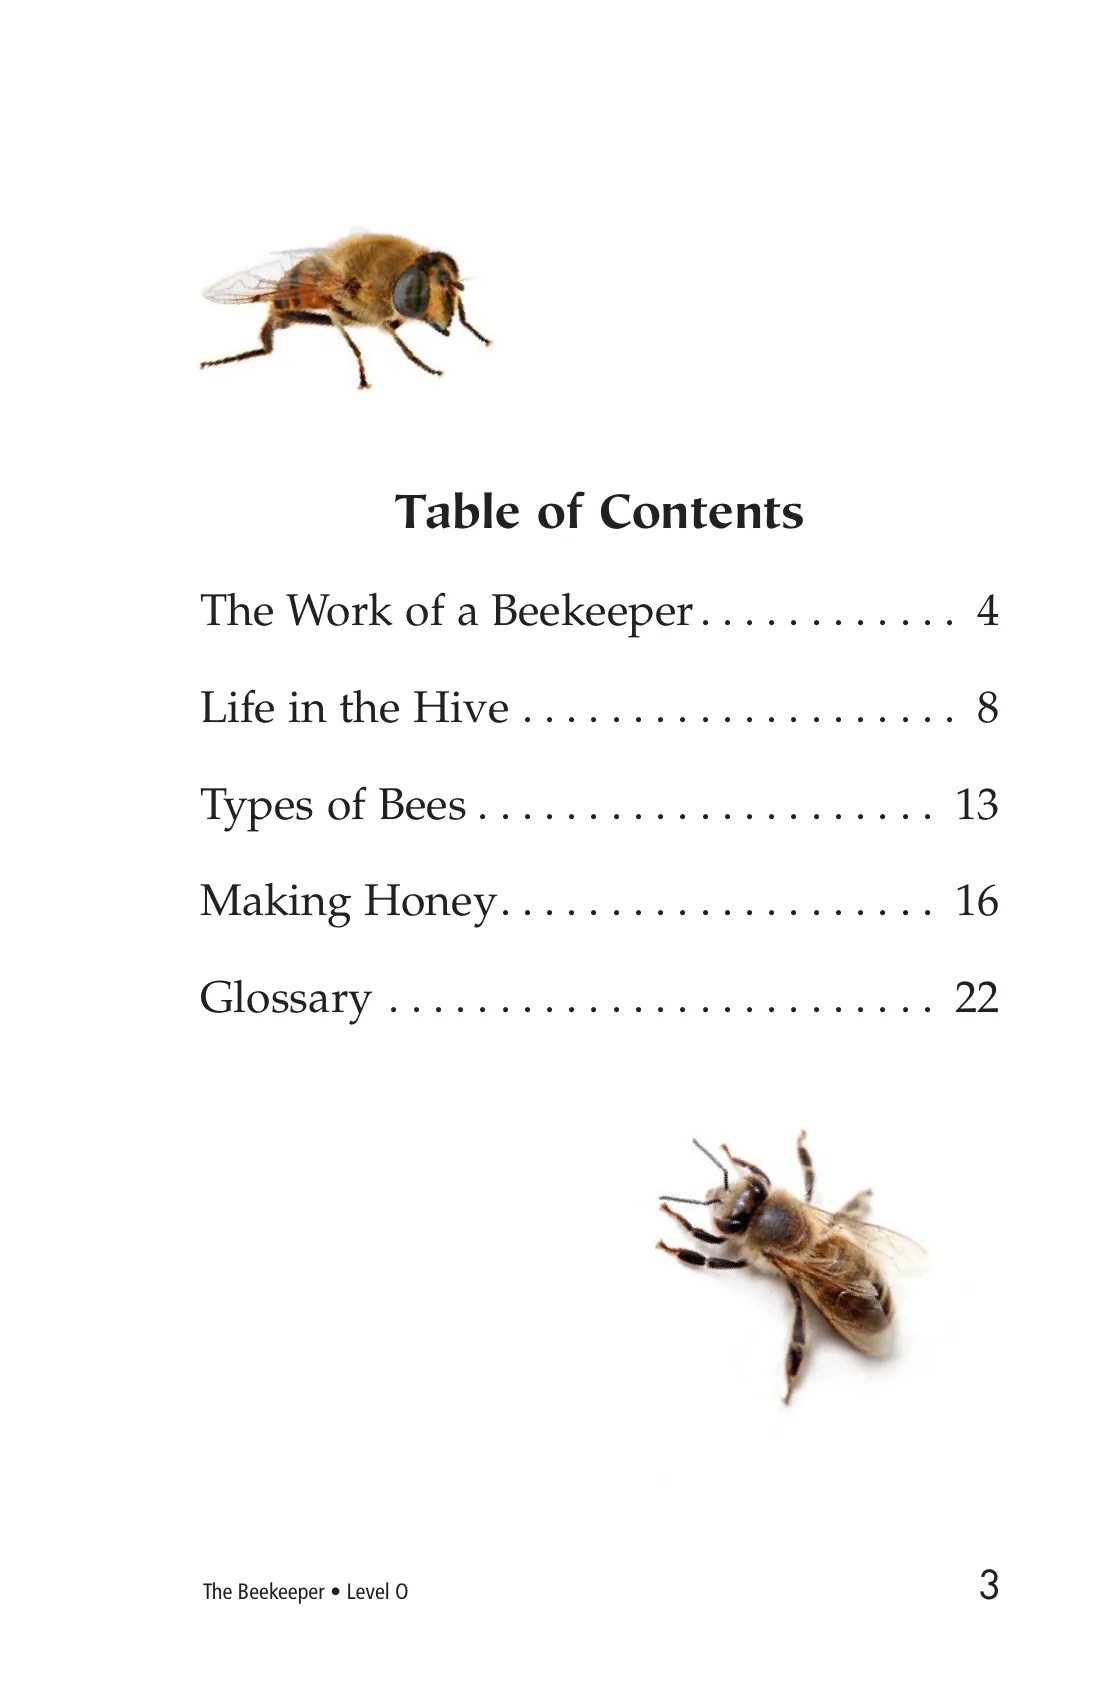 Table of Contents
The Work of a Beekeeper. . . . . . . . . . . . 4
Life in the Hive . . . . . . . . . . . . . . . . . . . . 8
Types of Bees . . . . . . . . . . . . . . . . . . . . . 13
Making Honey. . . . . . . . . . . . . . . . . . . . 16
Glossary . . . . . . . . . . . . . . . . . . . . . . . . . 22
The Beekeeper • Level O 3